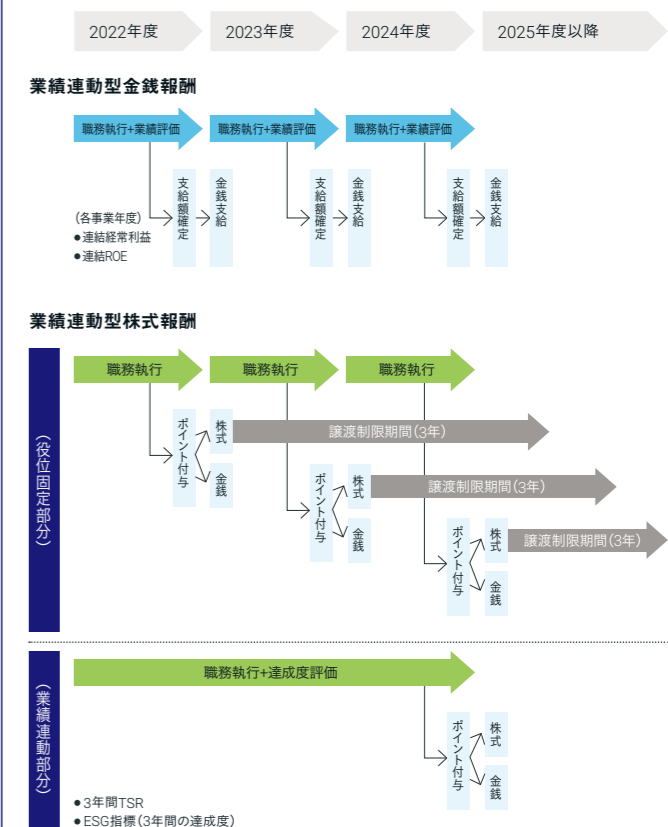 2022年度
2023年度
2024年度
2025年度以降
業績連動型金銭報酬
職務執行+業績評価
職務執行+業績評価
職務執行+業績評価
(各事業年度)
●連結経常利益
●連結ROE
支給額確定
金銭支給
支給額確定
金銭支給
支給額確定
金銭支給
業績連動型株式報酬
(役位固定部分)
職務執行
職務執行
職務執行
ポイント付与
株式
金銭
譲渡制限期間(3年)
ポイント付与
株式
金銭
譲渡制限期間(3年)
ポイント付与
株式
金銭
譲渡制限期間(3年)
(業績連動部分)
職務執行+達成度評価
ポイント付与
株式
金銭
●3年間TSR
●ESG指標(3年間の達成度)